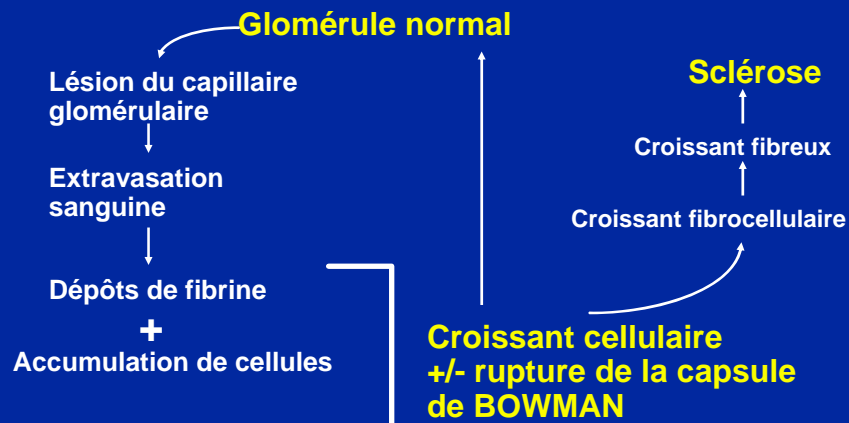 Glomérule normal
Lésion du capillaire
glomérulaire
Extravasation
sanguine
Dépôts de fibrine
+
Accumulation de cellules
Croissant cellulaire
+/- rupture de la capsule
de BOWMAN
Croissant fibrocellulaire
Croissant fibreux
Sclérose